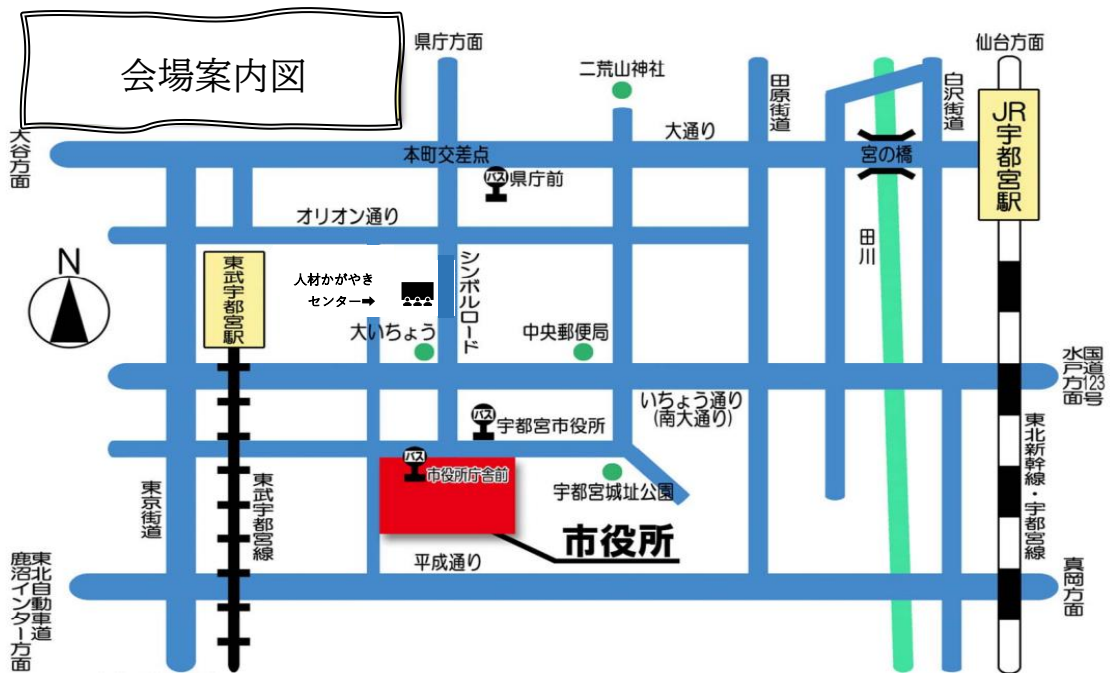 会場案内図
県庁方面
仙台方面
二荒山神社
田原街道
白沢街道
JR宇都宮駅
大通り
大谷方面
本町交差点
宮の橋
バス
県庁前
オリオン通り
田川
N
東武宇都宮駅
人材かがやき
センター➡
シンボルロード
大いちょう
中央郵便局
国道123号
水戸方面
いちょう通り
(南大通り)
バス
宇都宮市役所
バス
市役所庁舎前
宇都宮城址公園
東京街道
東武宇都宮線
東北新幹線・宇都宮線
市役所
平成通り
東北自動車道
鹿沼インター方面
真岡方面